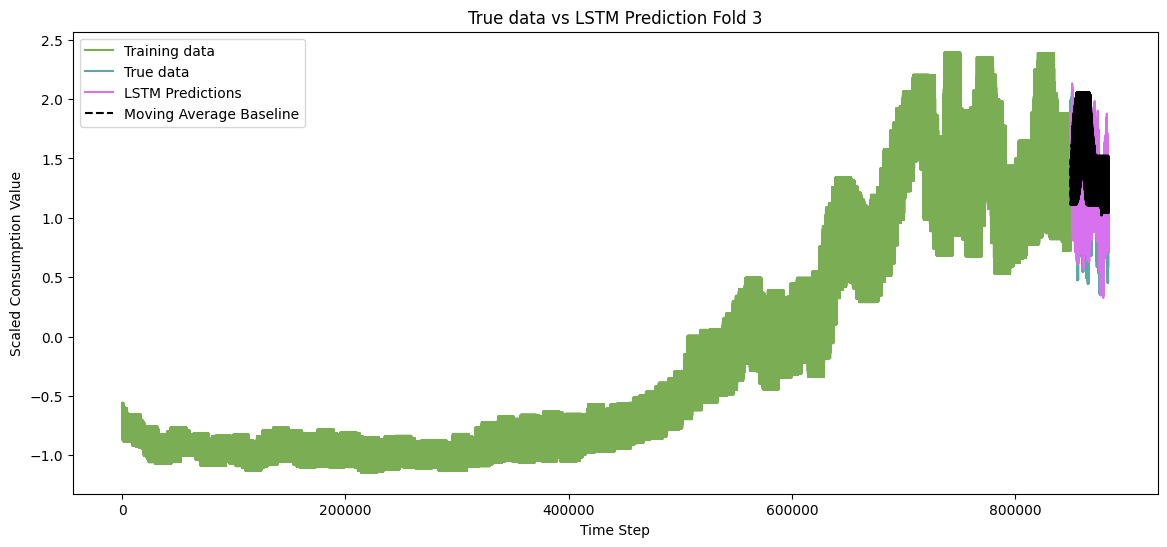 True data vs LSTM Prediction Fold 3
Training data
True data
LSTM Predictions
Moving Average Baseline
Scaled Consumption Value
2.5
2.0
1.5
1.0
0.5
0.0
−0.5
−1.0
0 200000 400000 600000 800000
Time Step